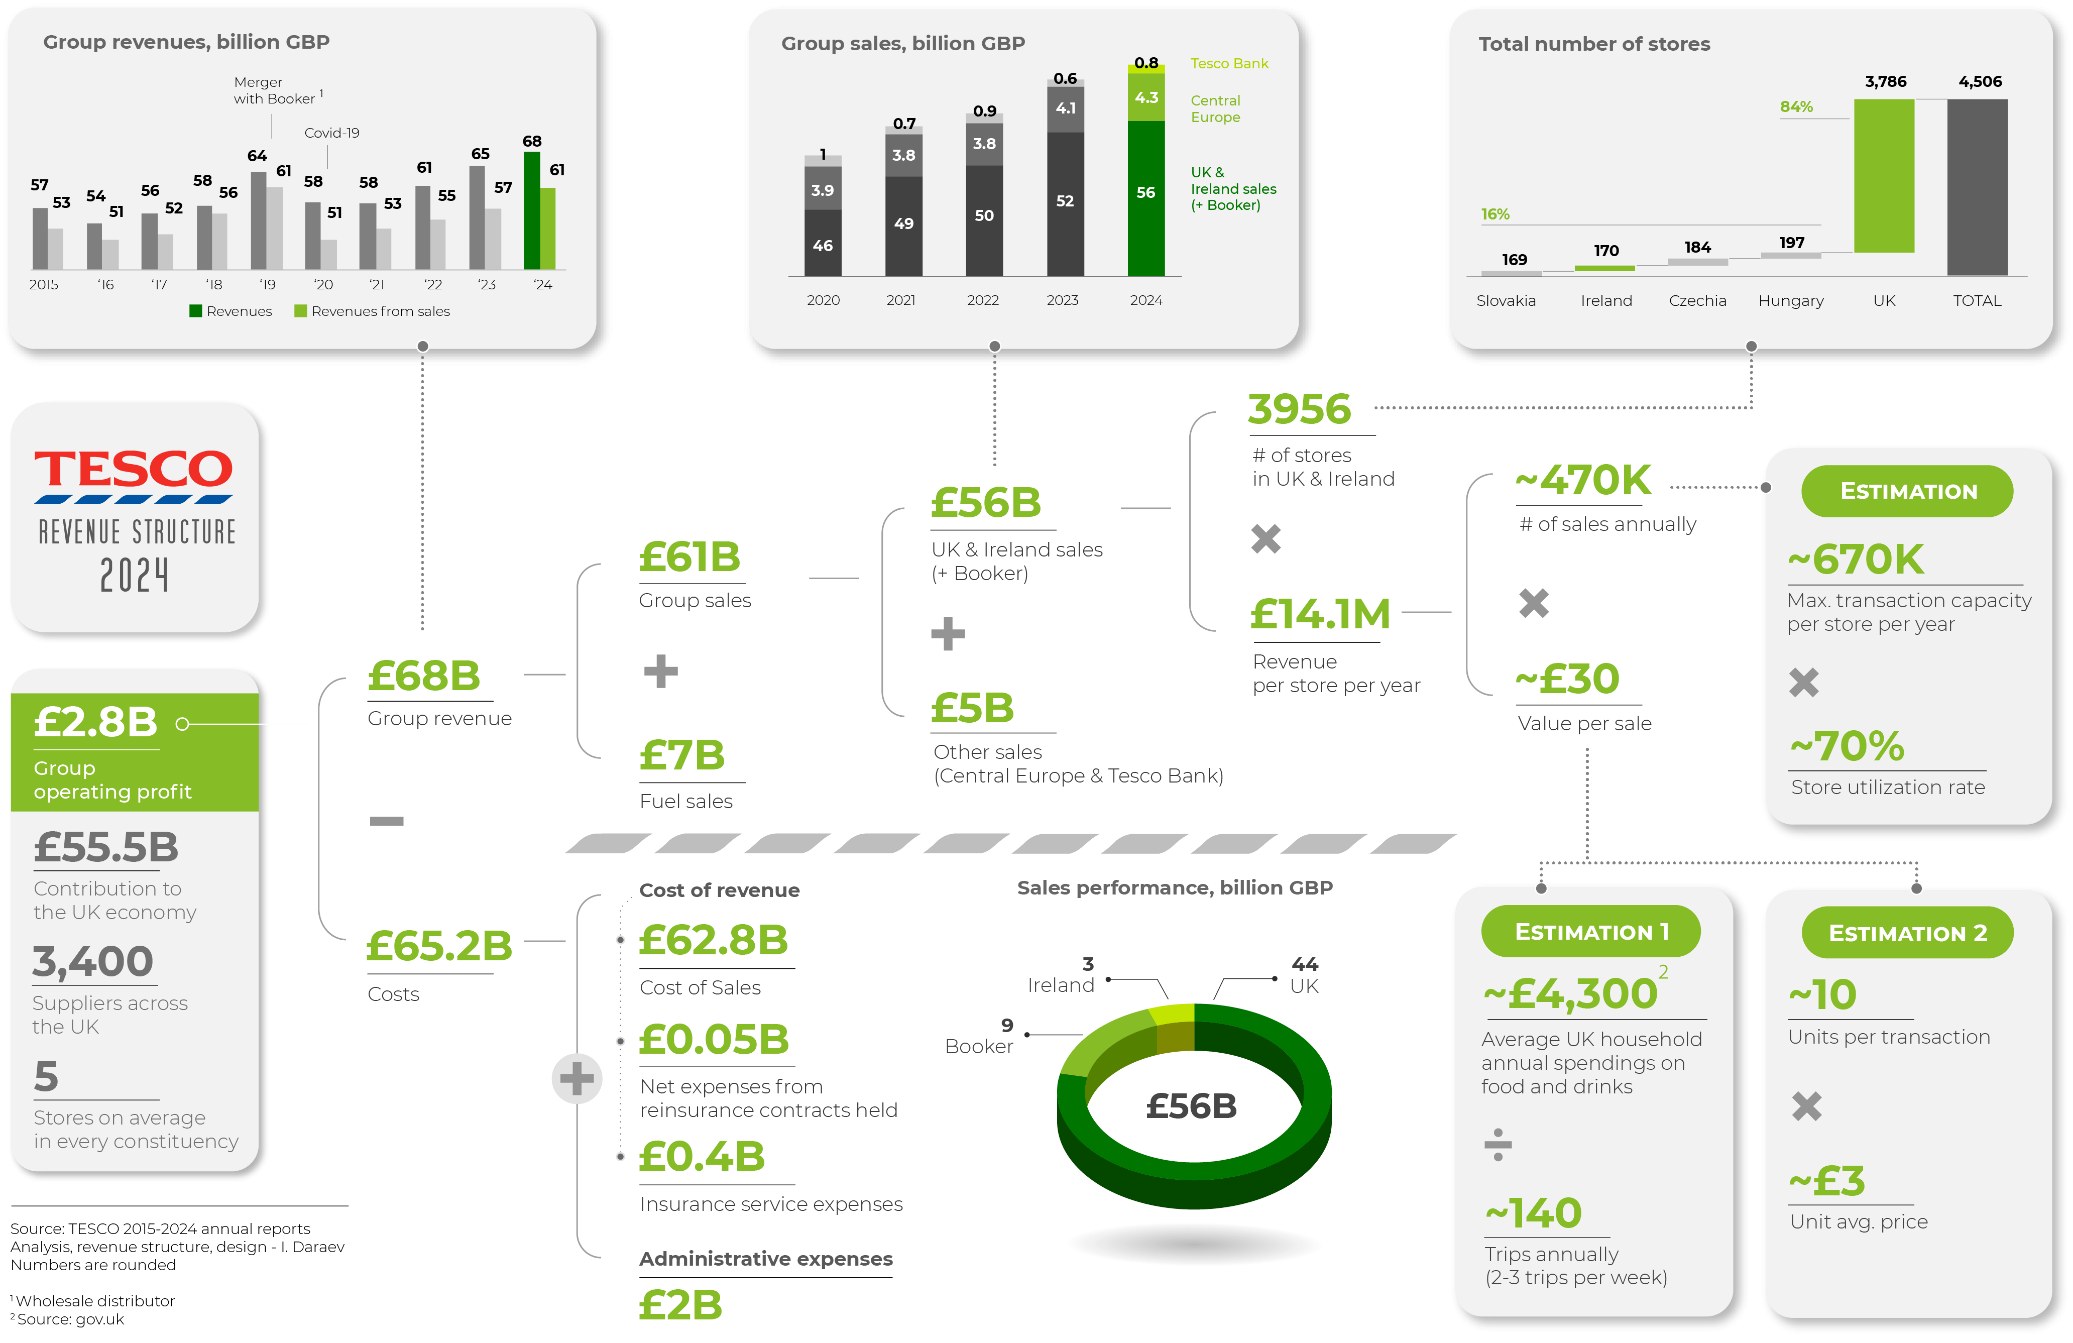 Group revenues, billion GBP
Merger
with Booker ¹
Covid-19
57
53
54
51
56
52
58
56
64
61
58
51
58
53
61
55
65
57
68
61
2015
'16
'17
'18
'19
'20
'21
'22
'23
'24
Revenues
Revenues from sales
Group sales, billion GBP
1
3.9
46
0.7
3.8
49
0.9
3.8
50
0.6
4.1
52
0.8
4.3
56
Tesco Bank
Central
Europe
UK &
Ireland sales
(+ Booker)
2020
2021
2022
2023
2024
Total number of stores
16%
84%
169
170
184
197
3,786
4,506
Slovakia
Ireland
Czechia
Hungary
UK
TOTAL
TESCO
REVENUE STRUCTURE
2024
£2.8B
Group
operating profit
£55.5B
Contribution to
the UK economy
3,400
Suppliers across
the UK
5
Stores on average
in every constituency
£68B
Group revenue
£65.2B
Costs
£61B
Group sales
£7B
Fuel sales
£56B
UK & Ireland sales
(+ Booker)
£5B
Other sales
(Central Europe & Tesco Bank)
3956
# of stores
in UK & Ireland
£14.1M
Revenue
per store per year
~470K
# of sales annually
~£30
Value per sale
ESTIMATION
~670K
Max. transaction capacity
per store per year
~70%
Store utilization rate
Cost of revenue
£62.8B
Cost of Sales
£0.05B
Net expenses from
reinsurance contracts held
£0.4B
Insurance service expenses
Administrative expenses
£2B
Sales performance, billion GBP
3
Ireland
44
UK
9
Booker
£56B
ESTIMATION 1
~£4,300²
Average UK household
annual spendings on
food and drinks
~140
Trips annually
(2-3 trips per week)
ESTIMATION 2
~10
Units per transaction
~£3
Unit avg. price
Source: TESCO 2015-2024 annual reports
Analysis, revenue structure, design - I. Daraev
Numbers are rounded
¹ Wholesale distributor
² Source: gov.uk